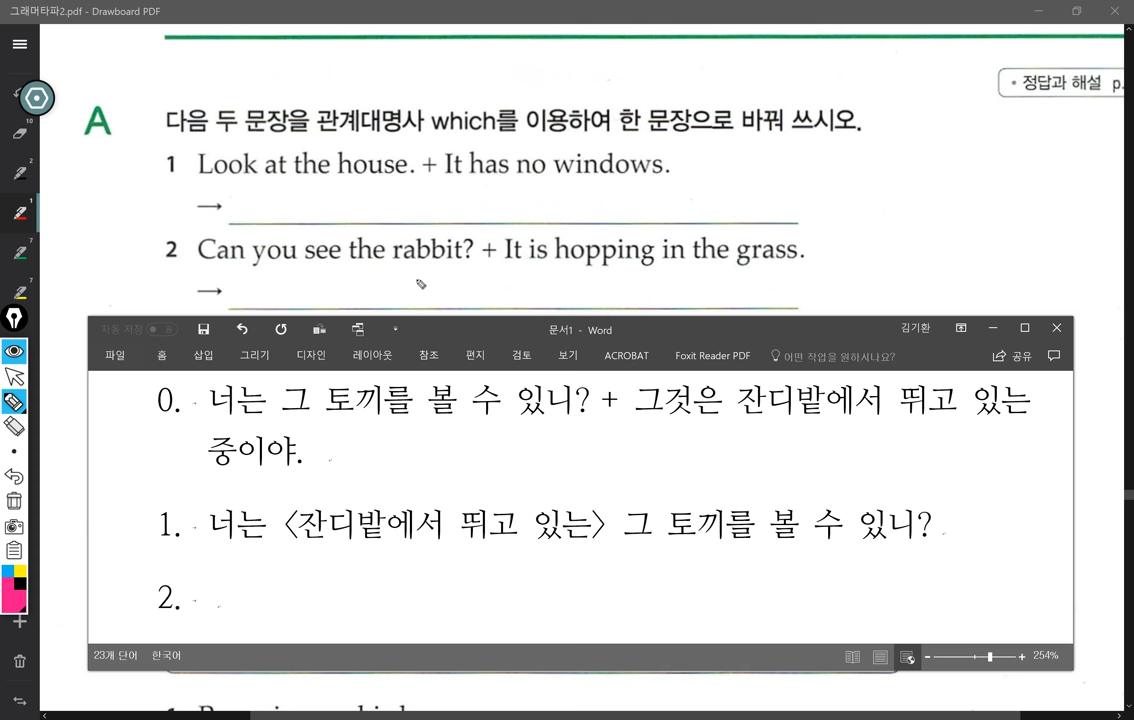 그래머타파2.pdf - Drawboard PDF
• 정답과 해설 p.
A 다음 두 문장을 관계대명사 which를 이용하여 한 문장으로 바꿔 쓰시오.
1 Look at the house. + It has no windows.
→
2 Can you see the rabbit? + It is hopping in the grass.
→
10
2
1
7
7
자동 저장 끔 문서1 - Word 김기환
파일 홈 삽입 그리기 디자인 레이아웃 참조 편지 검토 보기 ACROBAT Foxit Reader PDF 어떤 작업을 원하시나요? 공유
0. 너는 그 토끼를 볼 수 있니? + 그것은 잔디밭에서 뛰고 있는
중이야.
1. 너는 〈잔디밭에서 뛰고 있는〉 그 토끼를 볼 수 있니?
2.
23개 단어 한국어 254%